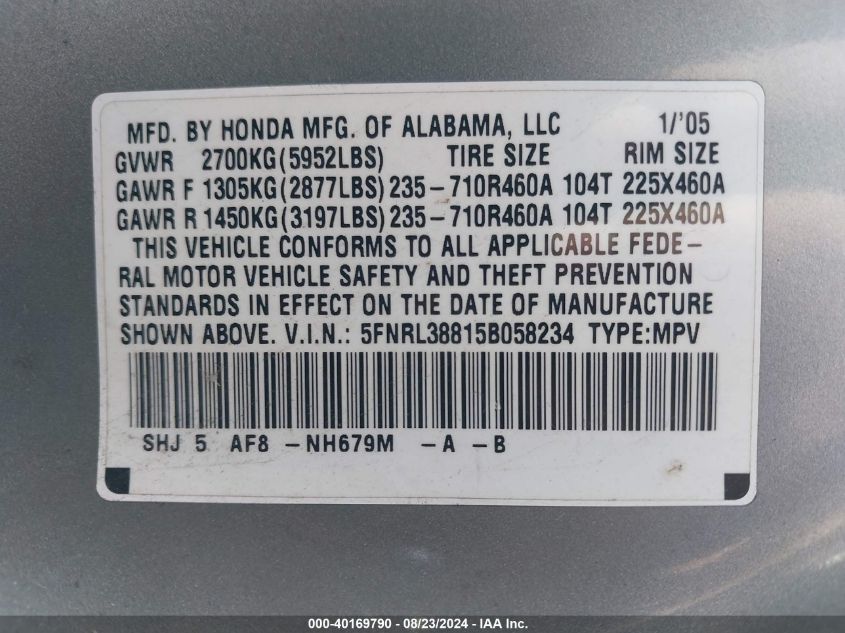 MFD. BY HONDA MFG. OF ALABAMA, LLC 1/'05
GVWR 2700KG(5952LBS) TIRE SIZE RIM SIZE
GAWR F 1305KG(2877LBS) 235-710R460A 104T 225X460A
GAWR R 1450KG(3197LBS) 235-710R460A 104T 225X460A
THIS VEHICLE CONFORMS TO ALL APPLICABLE FEDE-
RAL MOTOR VEHICLE SAFETY AND THEFT PREVENTION
STANDARDS IN EFFECT ON THE DATE OF MANUFACTURE
SHOWN ABOVE. V.I.N.: 5FNRL38815B058234 TYPE:MPV
SHJ 5 AF8 -NH679M -A -B
000-40169790 - 08/23/2024 - IAA Inc.